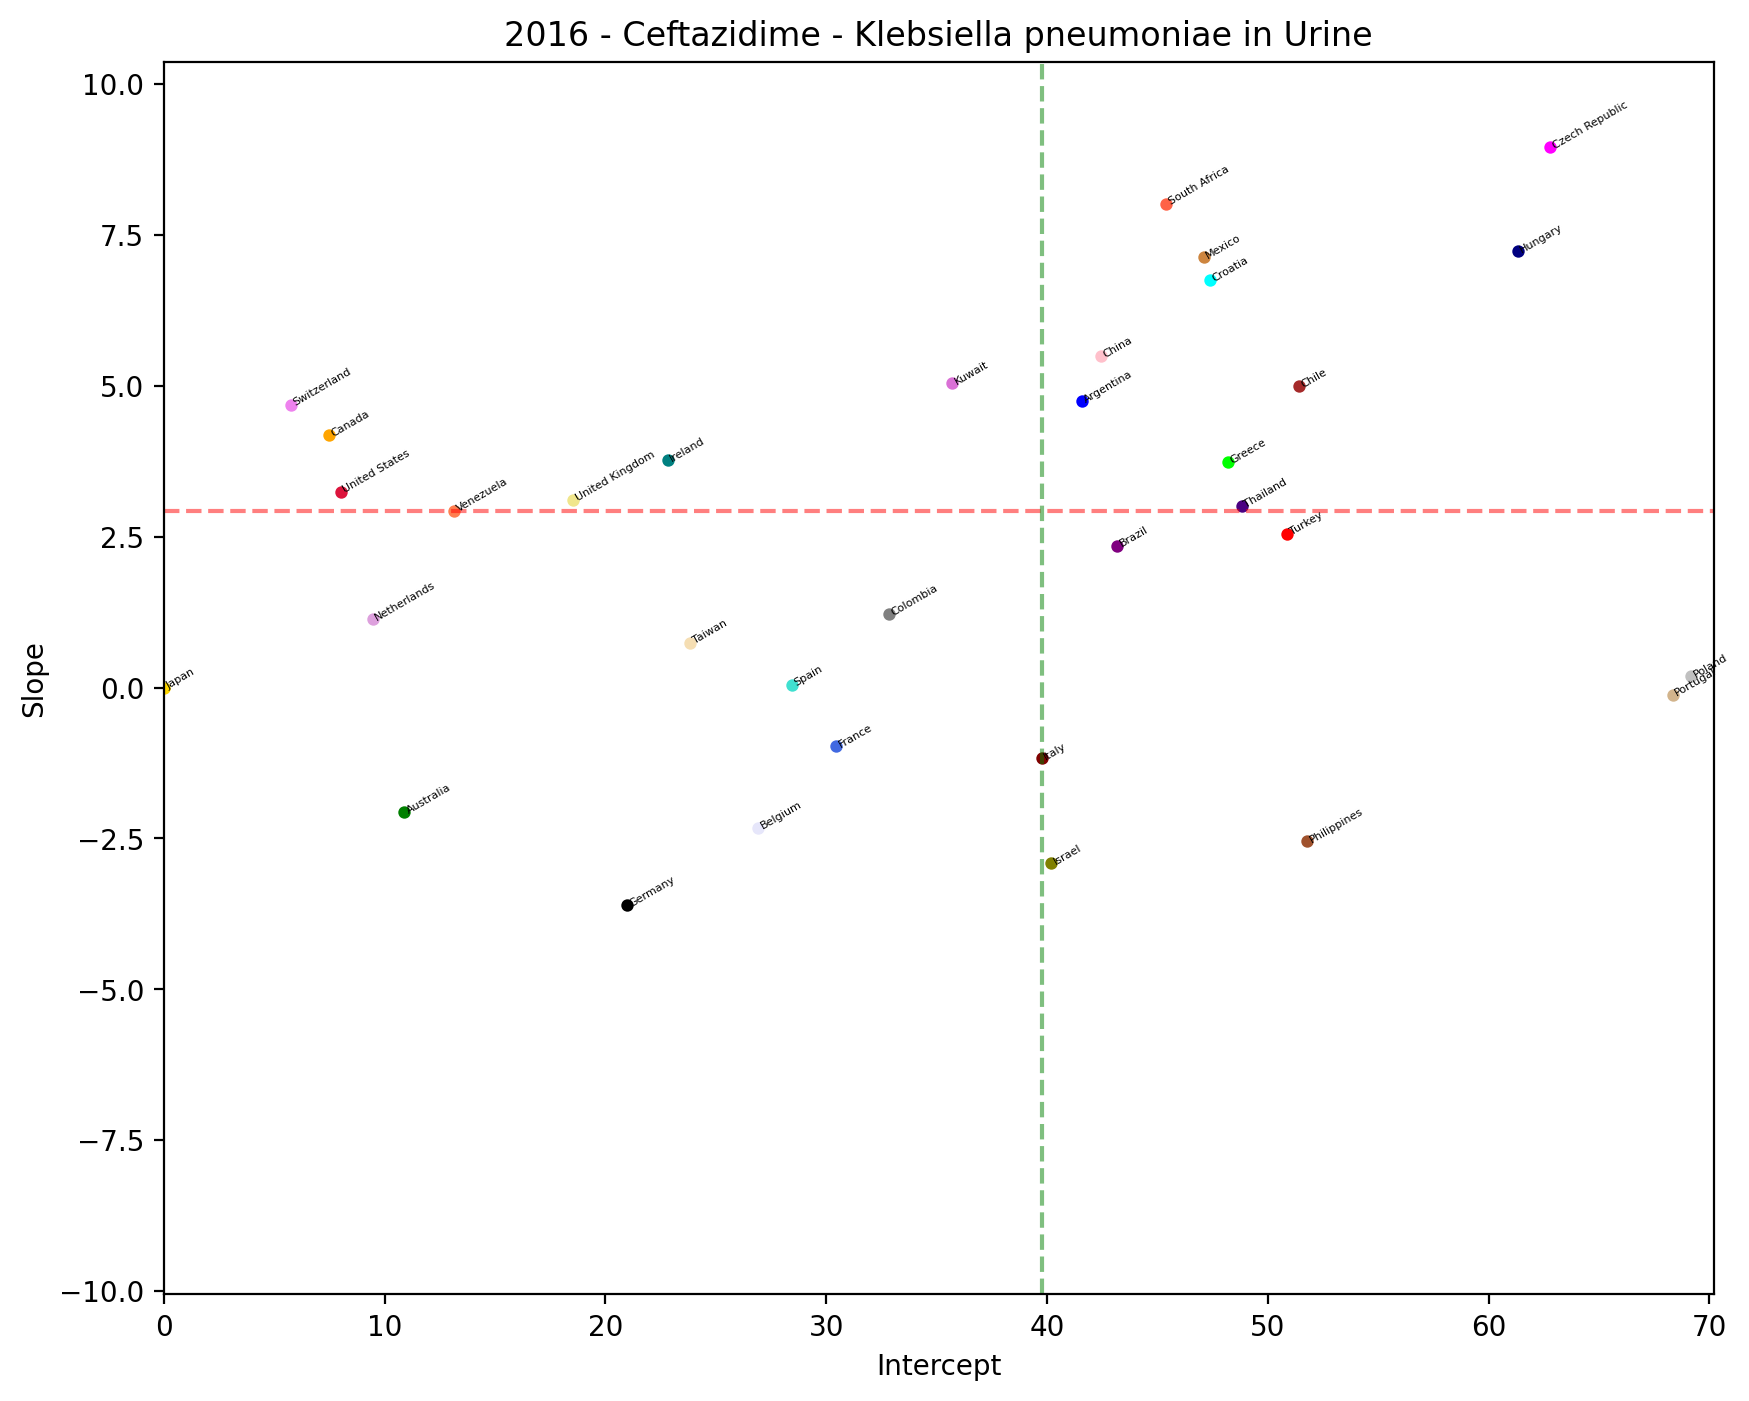 2016 - Ceftazidime - Klebsiella pneumoniae in Urine
10.0
7.5
5.0
2.5
0.0
−2.5
−5.0
−7.5
−10.0
Slope
Czech Republic
South Africa
Hungary
Mexico
Croatia
China
Kuwait
Chile
Argentina
Switzerland
Canada
Ireland
Greece
United States
United Kingdom
Thailand
Venezuela
Turkey
Brazil
Colombia
Netherlands
Taiwan
Poland
Spain
Japan
Portugal
France
Italy
Australia
Belgium
Philippines
Israel
Germany
0
10
20
30
40
50
60
70
Intercept